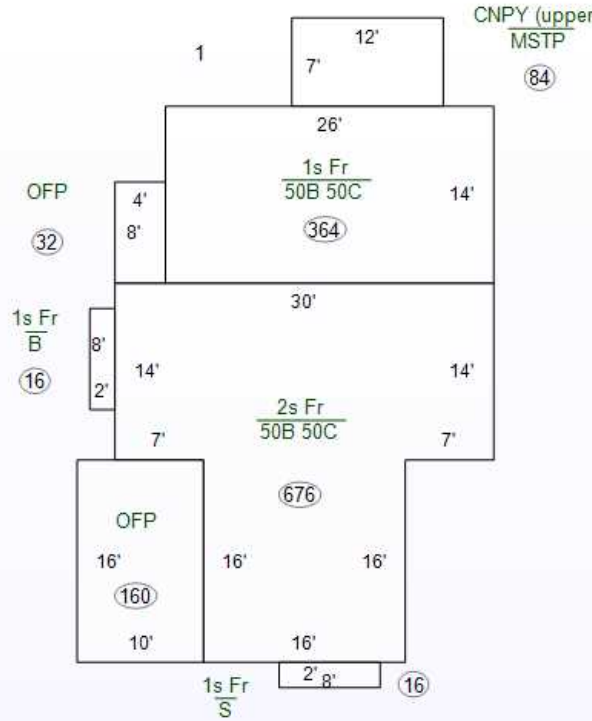 CNPY (upper
MSTP
84
1
12'
7'
26'
1s Fr
50B 50C
14'
364
OFP
4'
8'
32
30'
1s Fr
B
8'
2'
16
14'
14'
2s Fr
50B 50C
7'
7'
676
OFP
16'
16'
16'
160
10'
16'
2'
8'
16
1s Fr
S